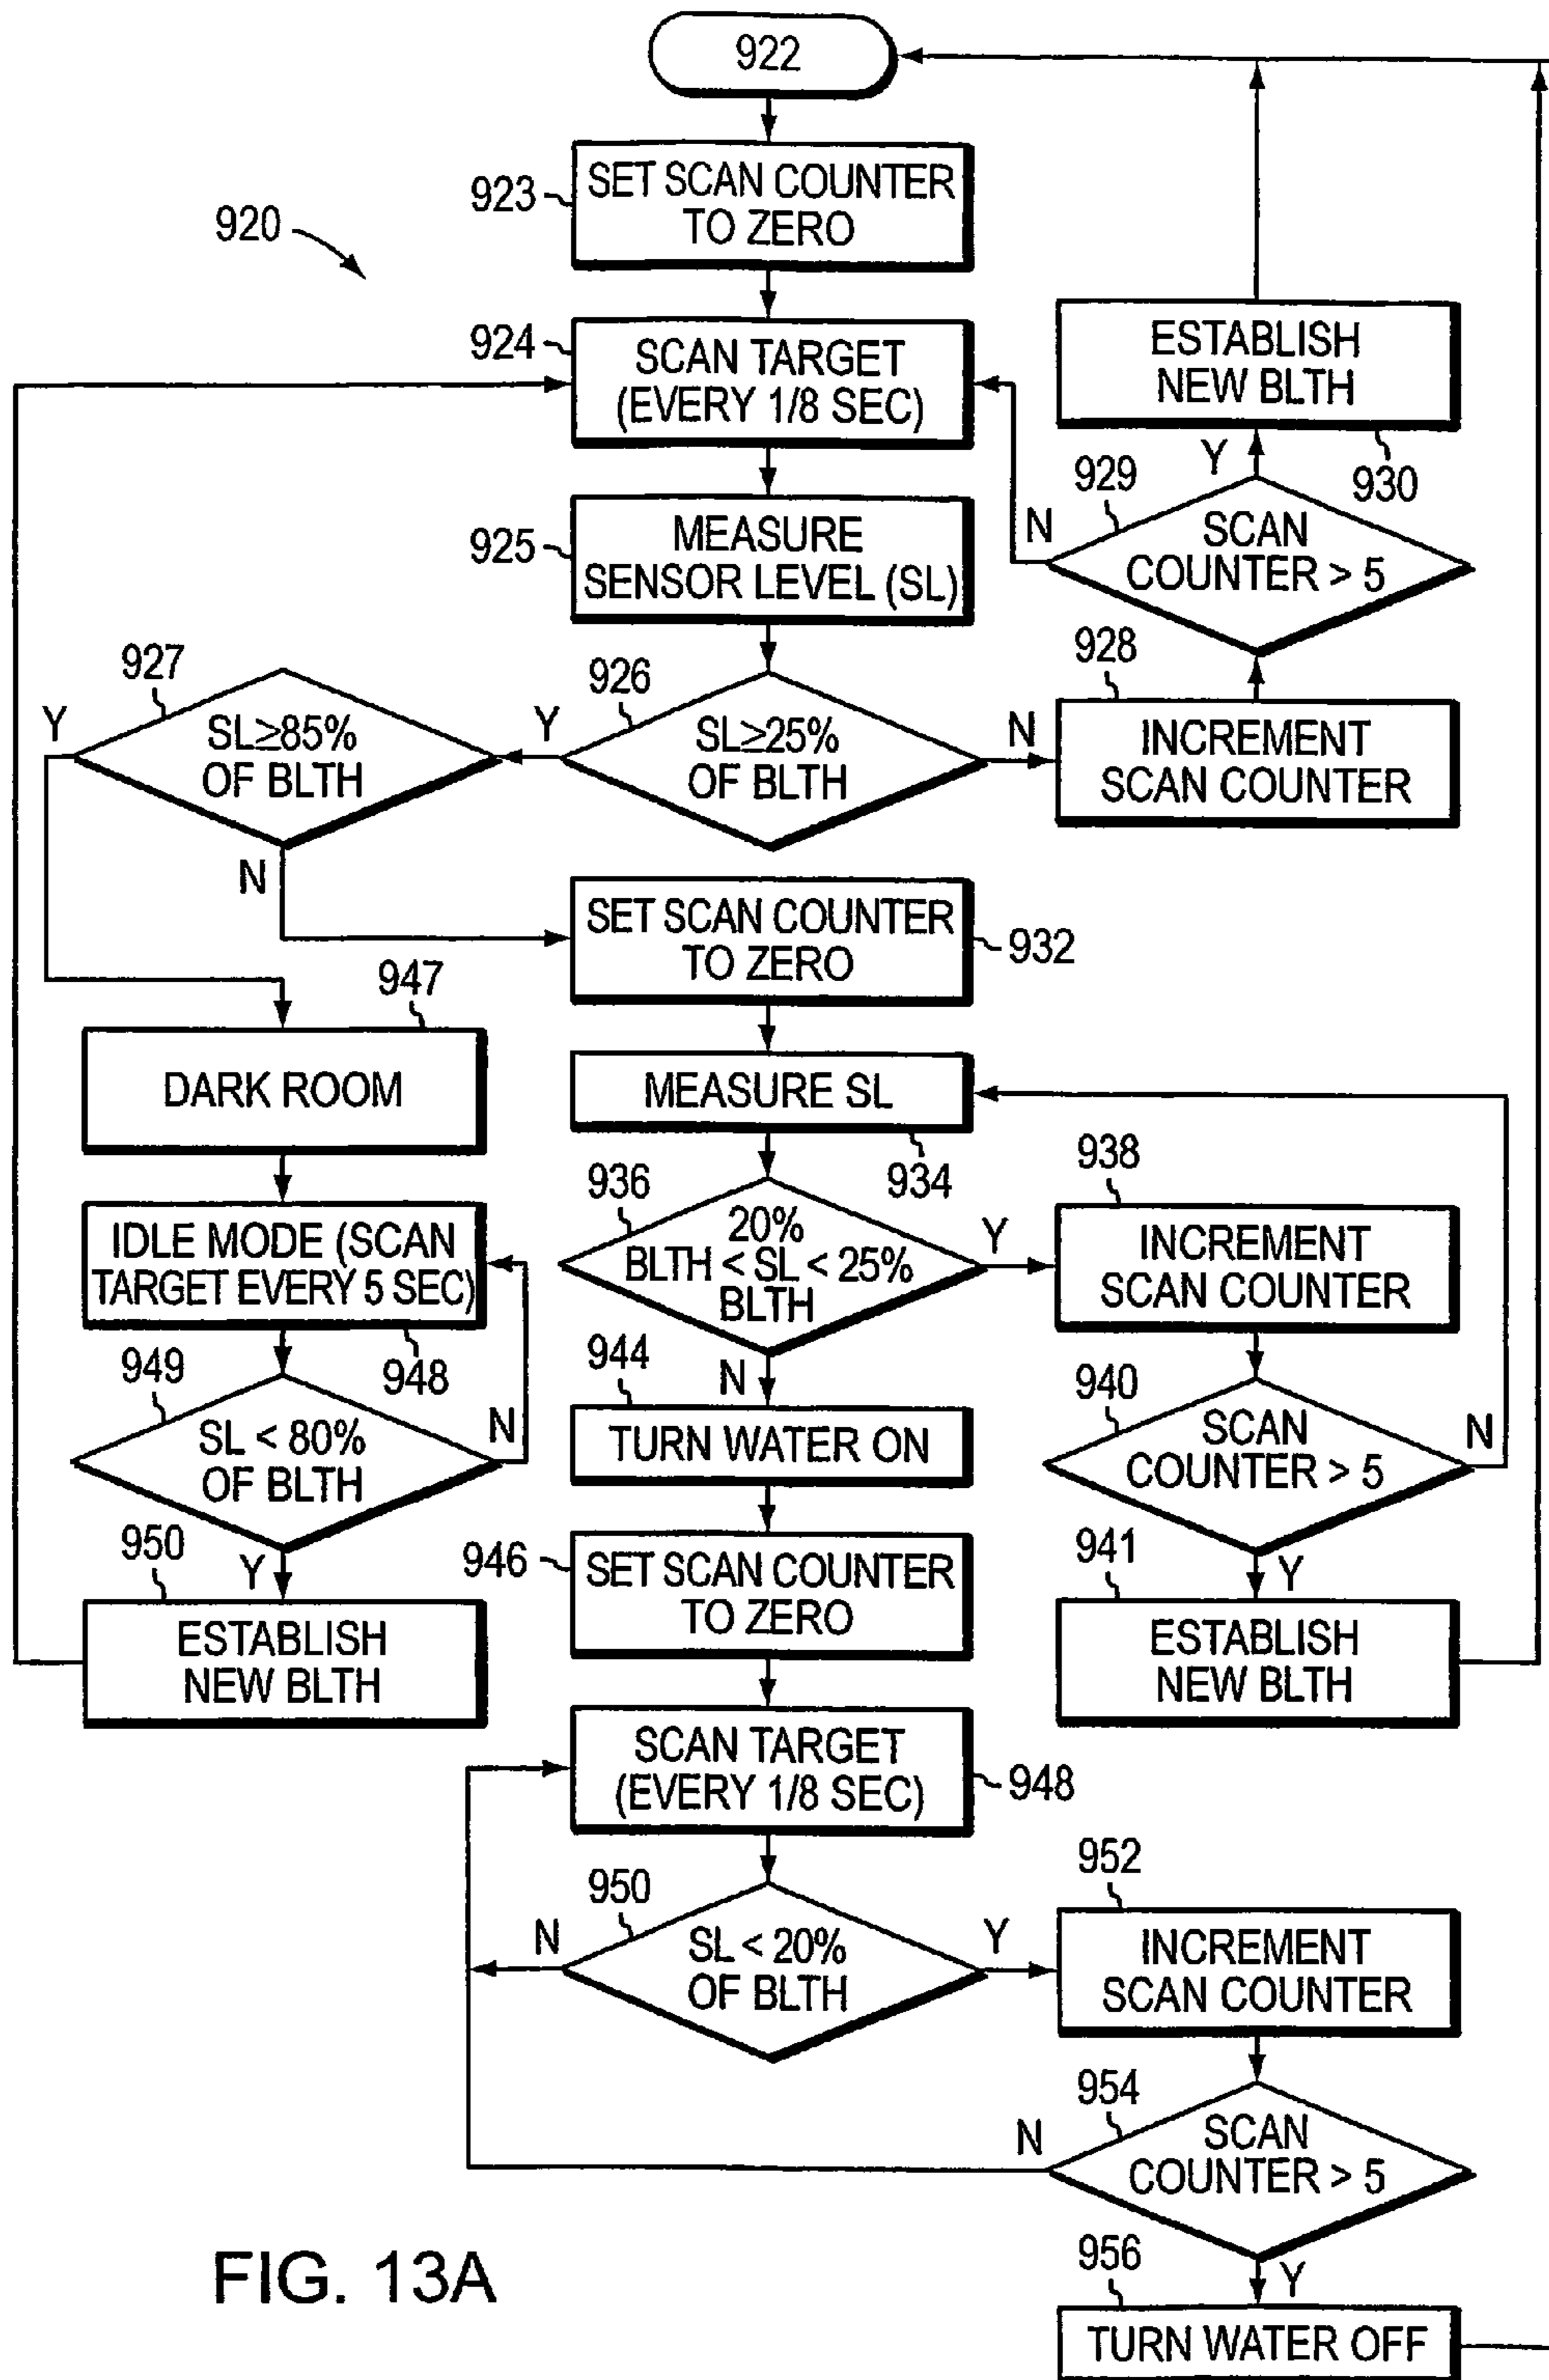 922
923
SET SCAN COUNTER
TO ZERO
920
924
SCAN TARGET
(EVERY 1/8 SEC)
ESTABLISH
NEW BLTH
930
Y
929
SCAN
COUNTER > 5
N
925
MEASURE
SENSOR LEVEL (SL)
927
Y
SL≥85%
OF BLTH
926
Y
SL≥25%
OF BLTH
N
928
INCREMENT
SCAN COUNTER
N
SET SCAN COUNTER
TO ZERO
932
947
DARK ROOM
MEASURE SL
934
936
20%
BLTH < SL < 25%
BLTH
Y
938
INCREMENT
SCAN COUNTER
IDLE MODE (SCAN
TARGET EVERY 5 SEC)
948
949
SL < 80%
OF BLTH
N
N
944
TURN WATER ON
940
SCAN
COUNTER > 5
N
Y
950
ESTABLISH
NEW BLTH
946
SET SCAN COUNTER
TO ZERO
Y
941
ESTABLISH
NEW BLTH
SCAN TARGET
(EVERY 1/8 SEC)
948
950
N
SL < 20%
OF BLTH
Y
952
INCREMENT
SCAN COUNTER
954
N
SCAN
COUNTER > 5
Y
956
TURN WATER OFF
FIG. 13A